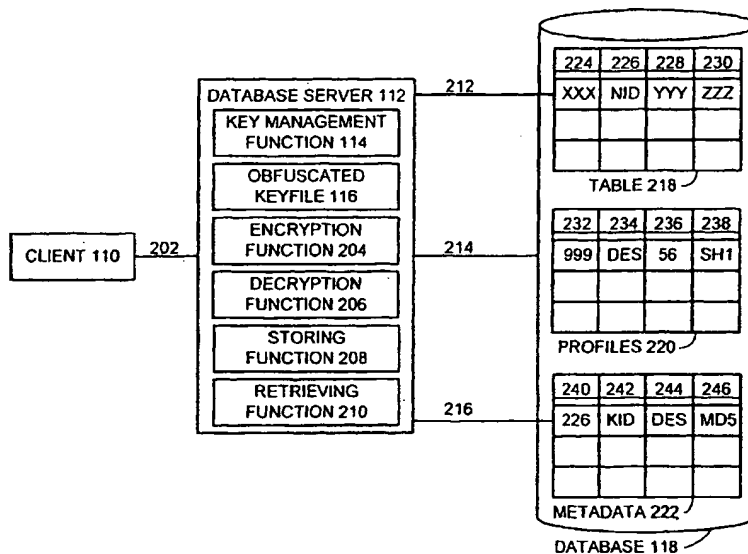 CLIENT 110
202
DATABASE SERVER 112
KEY MANAGEMENT
FUNCTION 114
OBFUSCATED
KEYFILE 116
ENCRYPTION
FUNCTION 204
DECRYPTION
FUNCTION 206
STORING
FUNCTION 208
RETRIEVING
FUNCTION 210
212
214
216
224 226 228 230
XXX NID YYY ZZZ
TABLE 218
232 234 236 238
999 DES 56 SH1
PROFILES 220
240 242 244 246
226 KID DES MD5
METADATA 222
DATABASE 118